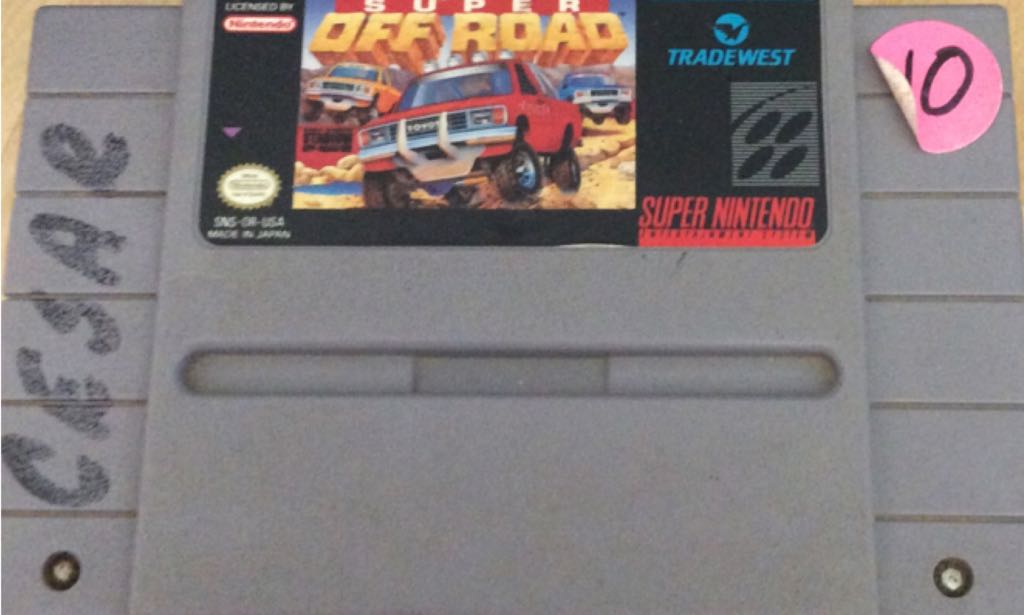 LICENSED BY
Nintendo
SUPER
OFF ROAD
TRADEWEST
TOYOTA
SNS-OR-USA
MADE IN JAPAN
SUPER NINTENDO
ENTERTAINMENT SYSTEM
10
CESAR